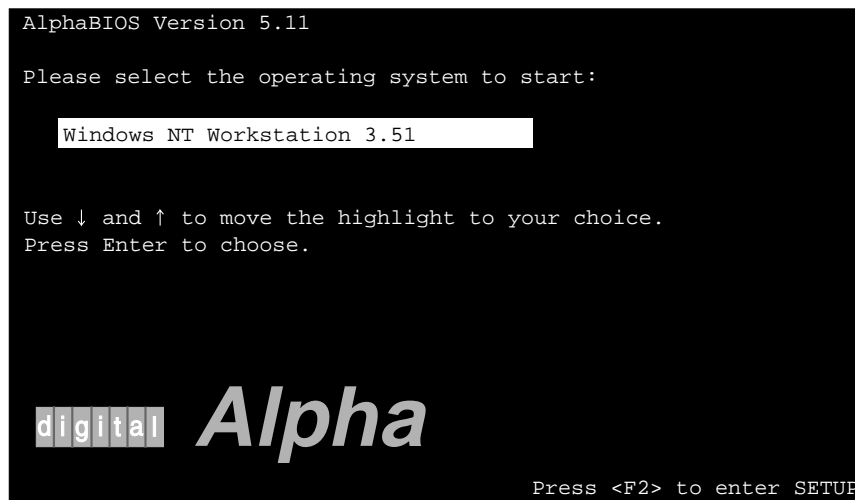 AlphaBIOS Version 5.11
Please select the operating system to start:
Windows NT Workstation 3.51
Use ↓ and ↑ to move the highlight to your choice.
Press Enter to choose.
digital Alpha
Press <F2> to enter SETUP